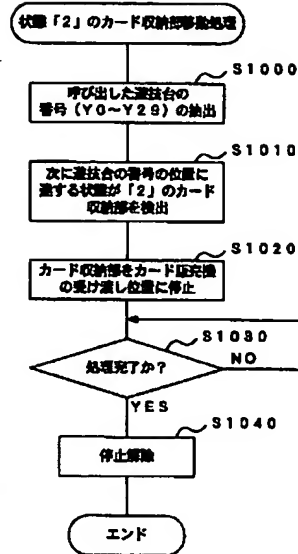 状態「2」のカード収納部移動処理
S1000
呼び出した遊技台の
番号(Y0～Y29)の抽出
S1010
次に遊技台の番号の位置に
達する状態が「2」のカード
収納部を検出
S1020
カード収納部をカード販売機
の受け渡し位置に停止
S1030
処理完了か?
NO
YES
S1040
停止解除
エンド